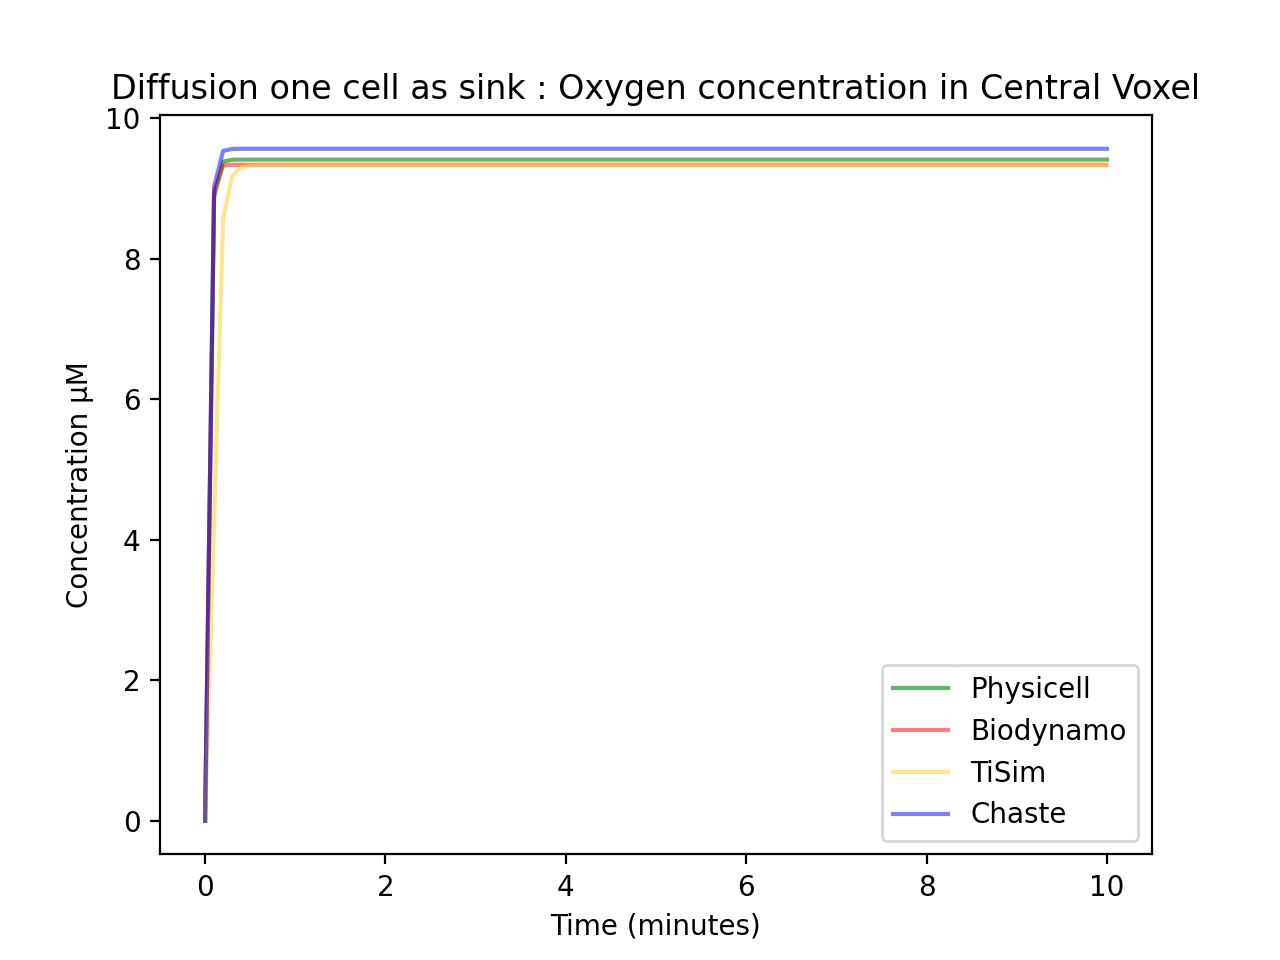 Diffusion one cell as sink : Oxygen concentration in Central Voxel
10
8
6
4
2
0
Concentration μM
Physicell
Biodynamo
TiSim
Chaste
0 2 4 6 8 10
Time (minutes)